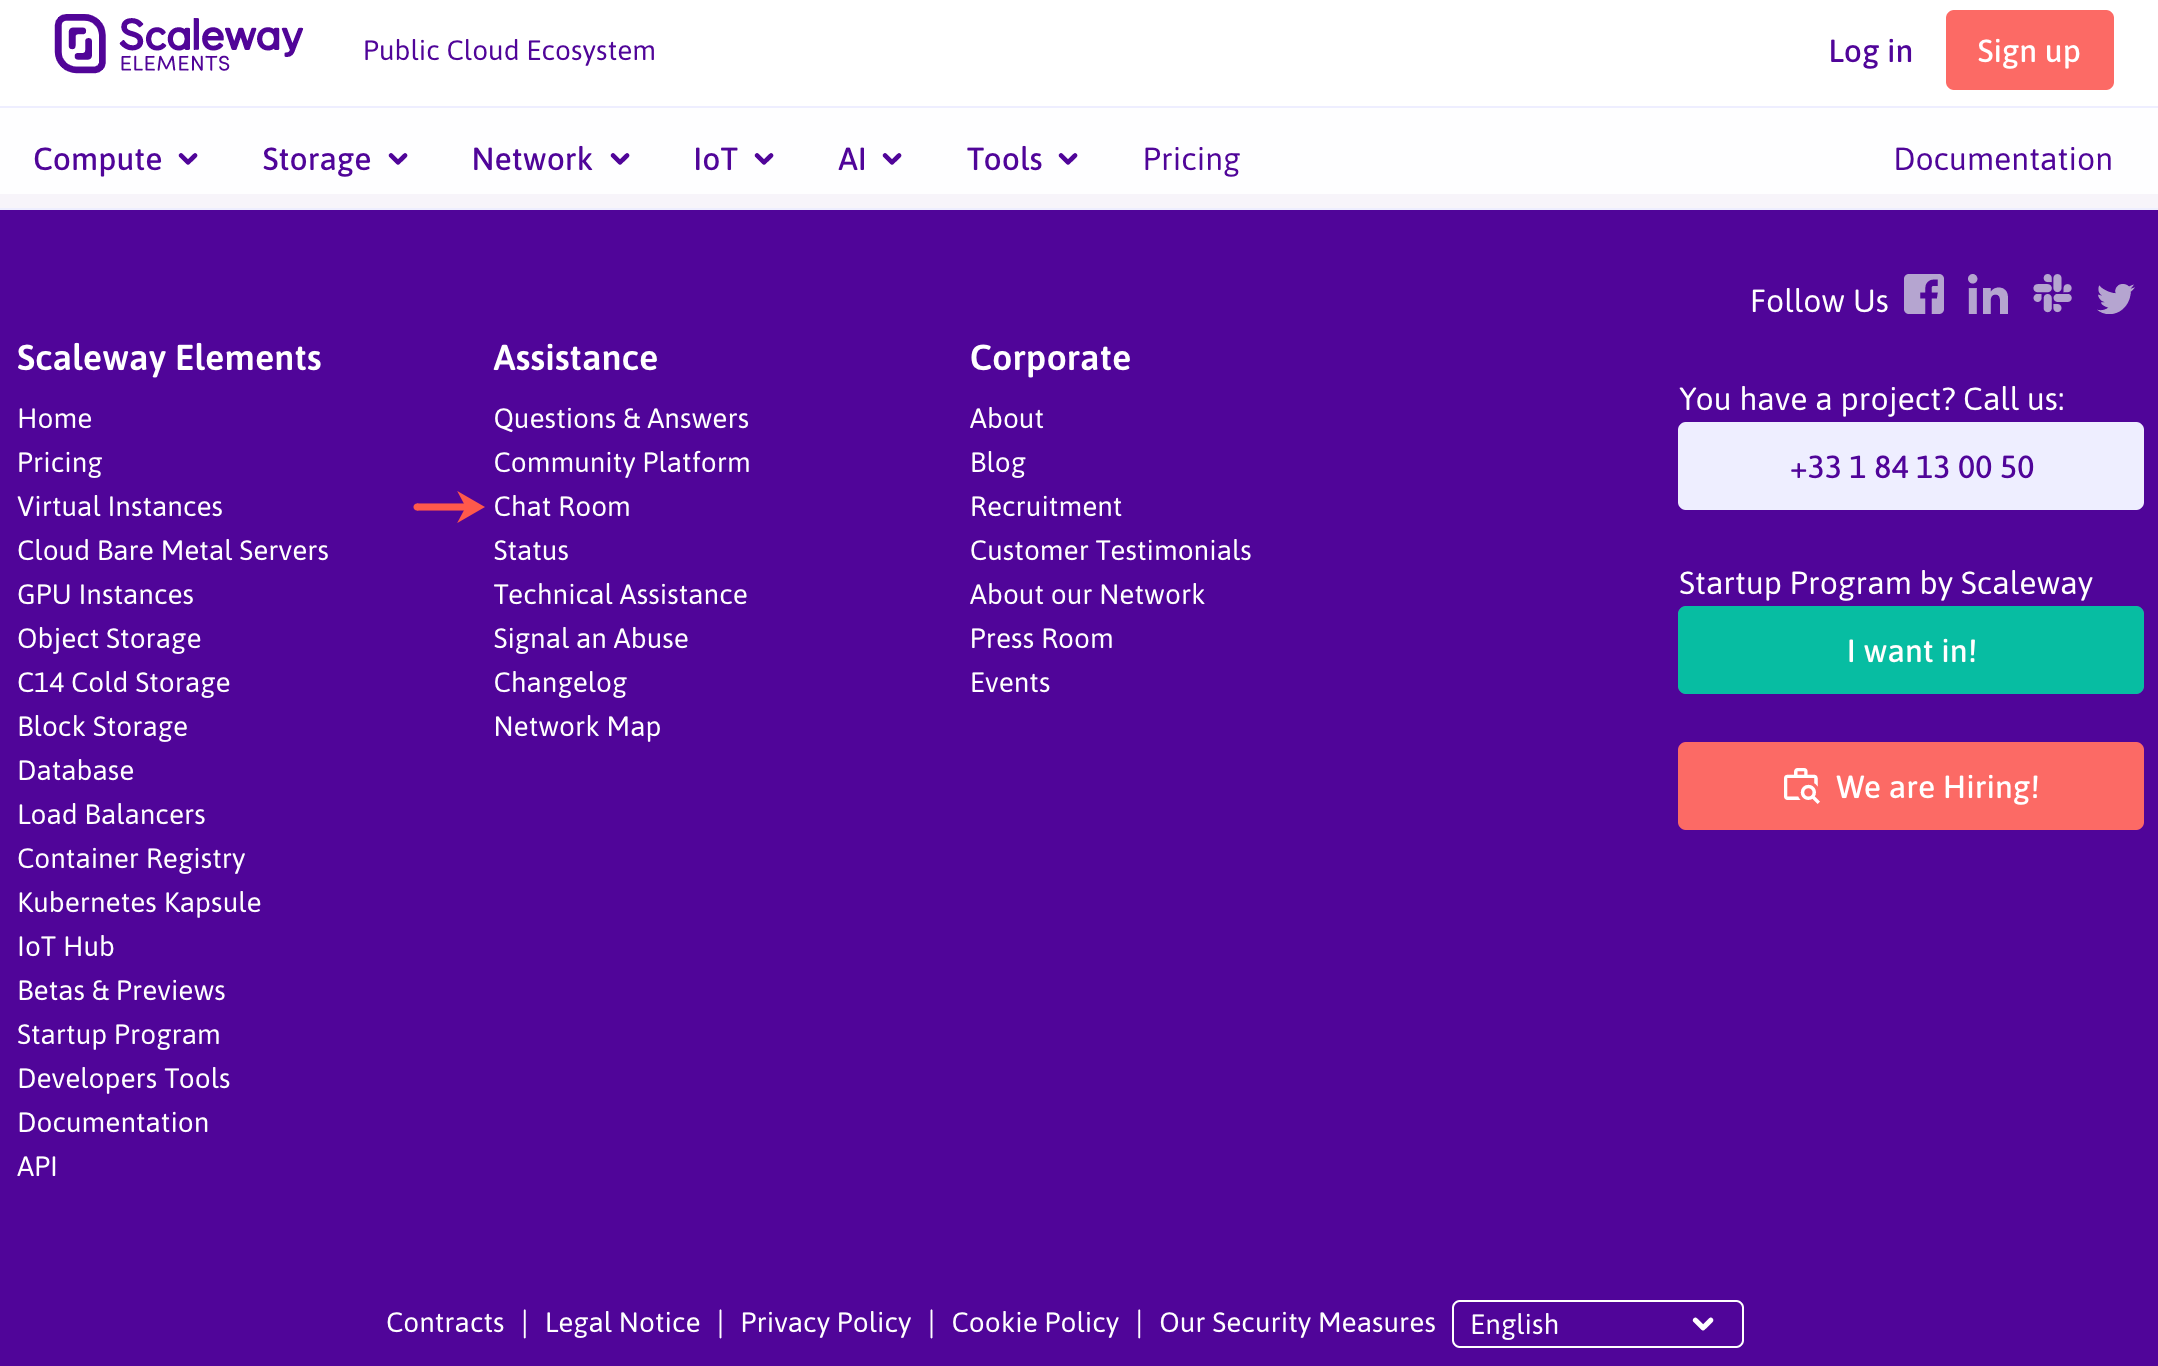 Scaleway
ELEMENTS
Public Cloud Ecosystem
Log in
Sign up
Compute
Storage
Network
IoT
AI
Tools
Pricing
Documentation
Follow Us
Scaleway Elements
Home
Pricing
Virtual Instances
Cloud Bare Metal Servers
GPU Instances
Object Storage
C14 Cold Storage
Block Storage
Database
Load Balancers
Container Registry
Kubernetes Kapsule
IoT Hub
Betas & Previews
Startup Program
Developers Tools
Documentation
API
Assistance
Questions & Answers
Community Platform
Chat Room
Status
Technical Assistance
Signal an Abuse
Changelog
Network Map
Corporate
About
Blog
Recruitment
Customer Testimonials
About our Network
Press Room
Events
You have a project? Call us:
+33 1 84 13 00 50
Startup Program by Scaleway
I want in!
We are Hiring!
Contracts | Legal Notice | Privacy Policy | Cookie Policy | Our Security Measures
English